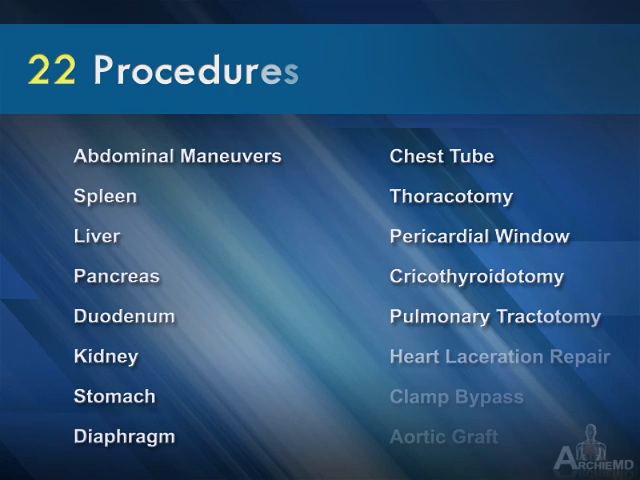 22 Procedures
Abdominal Maneuvers
Spleen
Liver
Pancreas
Duodenum
Kidney
Stomach
Diaphragm
Chest Tube
Thoracotomy
Pericardial Window
Cricothyroidotomy
Pulmonary Tractotomy
Heart Laceration Repair
Clamp Bypass
Aortic Graft
ARCHIEMD